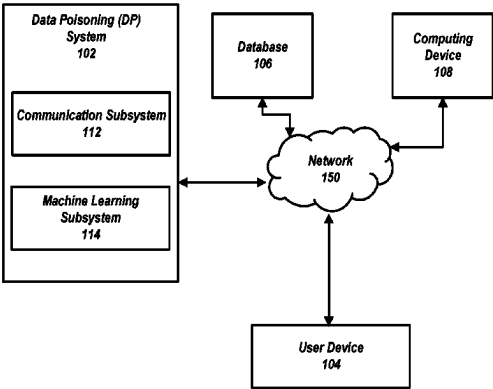 Data Poisoning (DP)
System
102
Communication Subsystem
112
Machine Learning
Subsystem
114
Database
106
Computing
Device
108
Network
150
User Device
104